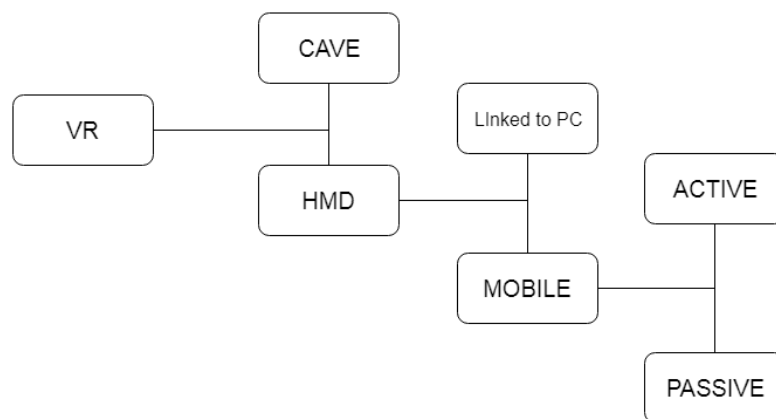 CAVE
VR
LInked to PC
HMD
ACTIVE
MOBILE
PASSIVE